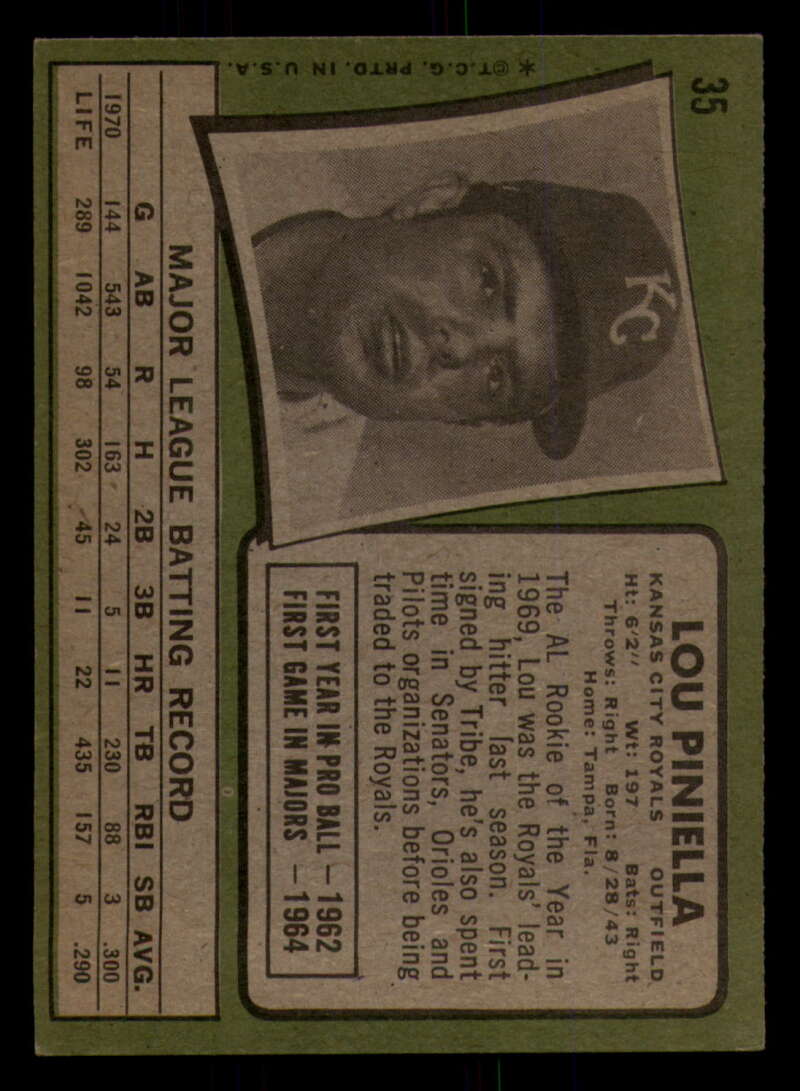 35
LOU PINIELLA
KANSAS CITY ROYALS OUTFIELD
Ht: 6'2" Wt: 197 Bats: Right
Throws: Right Born: 8/28/43
Home: Tampa, Fla.
The AL Rookie of the Year in
1969, Lou was the Royals' lead-
ing hitter last season. First
signed by Tribe, he's also spent
time in Senators, Orioles and
Pilots organizations before being
traded to the Royals.
FIRST YEAR IN PRO BALL — 1962
FIRST GAME IN MAJORS — 1964
KC
*©T.C.G. PRTD. IN U.S.A.
MAJOR LEAGUE BATTING RECORD
G AB R H 2B 3B HR TB RBI SB AVG.
1970 144 543 54 163 24 5 11 230 88 3 .300
LIFE 289 1042 98 302 45 11 22 435 157 5 .290